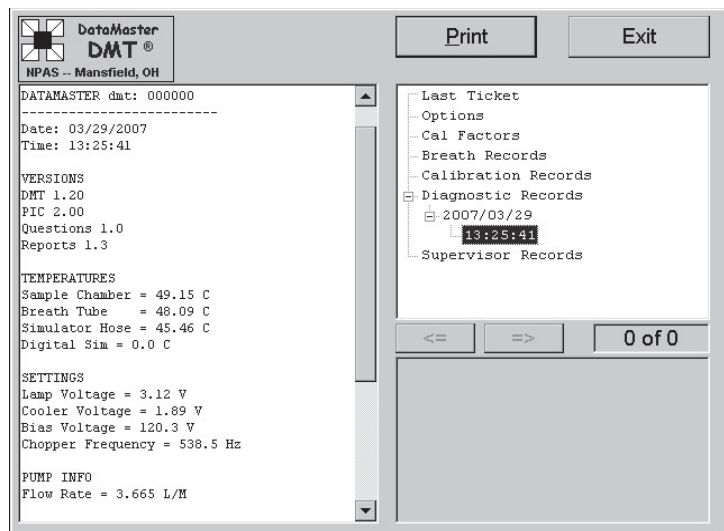 DataMaster
DMT ®
NPAS -- Mansfield, OH
Print
Exit
DATAMASTER dmt: 000000
-------------------------
Date: 03/29/2007
Time: 13:25:41
VERSIONS
DMT 1.20
PIC 2.00
Questions 1.0
Reports 1.3
TEMPERATURES
Sample Chamber = 49.15 C
Breath Tube    = 48.09 C
Simulator Hose = 45.46 C
Digital Sim = 0.0 C
SETTINGS
Lamp Voltage = 3.12 V
Cooler Voltage = 1.89 V
Bias Voltage = 120.3 V
Chopper Frequency = 538.5 Hz
PUMP INFO
Flow Rate = 3.665 L/M
Last Ticket
Options
Cal Factors
Breath Records
Calibration Records
Diagnostic Records
2007/03/29
13:25:41
Supervisor Records
<=
=>
0 of 0